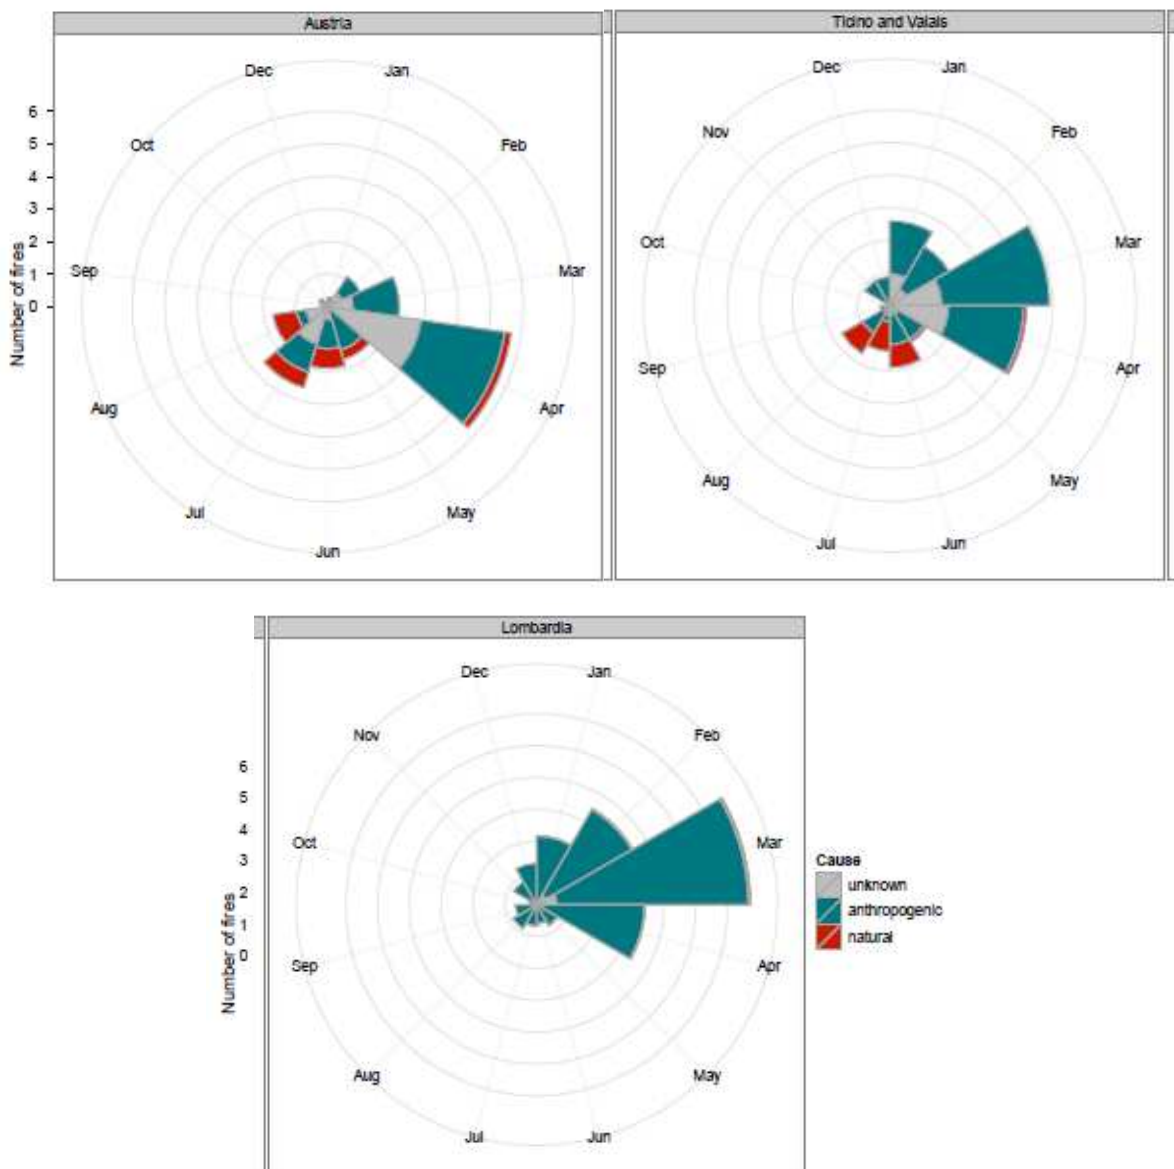 Austria
Ticino and Valais
Dec
Jan
Dec
Jan
6
5
4
3
2
1
0
Number of fires
Oct
Feb
Nov
Feb
Sep
Mar
Oct
Mar
Aug
Apr
Sep
Apr
Jul
May
Aug
May
Jun
Jul
Jun
Lombardia
Dec
Jan
Nov
Feb
6
5
4
3
2
1
0
Number of fires
Oct
Mar
Sep
Apr
Aug
May
Jul
Jun
Cause
unknown
anthropogenic
natural